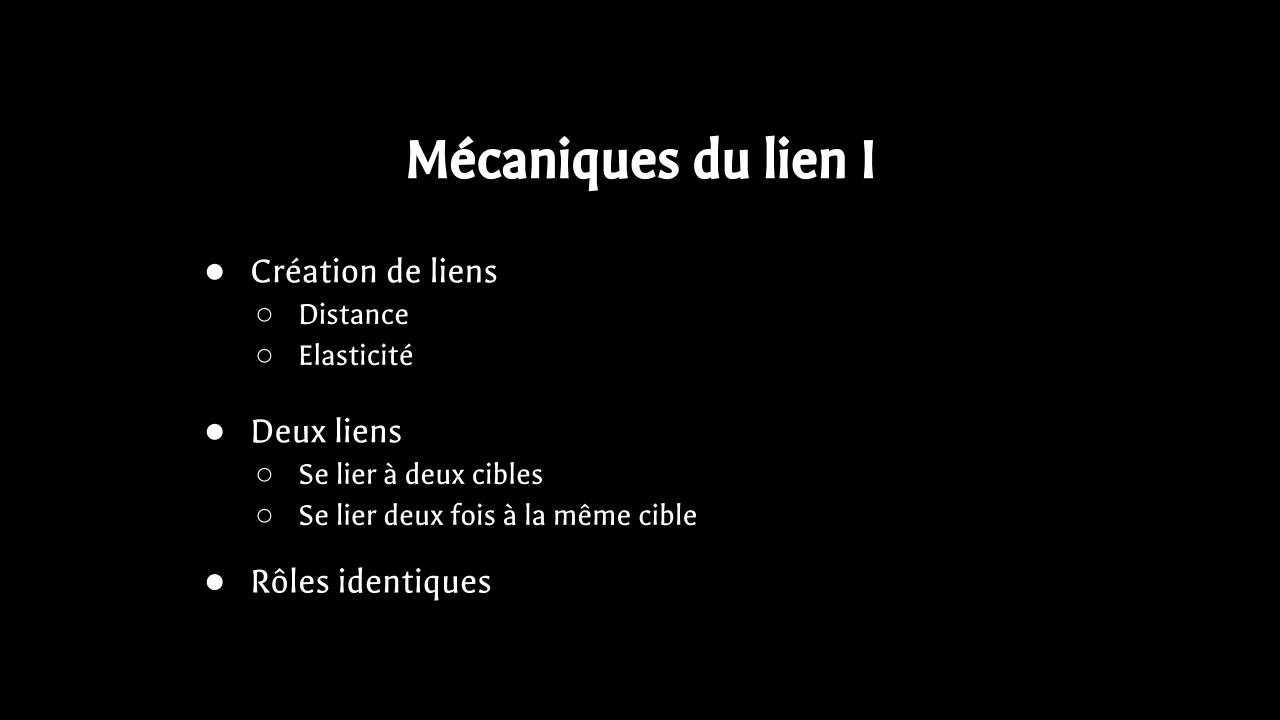 Mécaniques du lien I
● Création de liens
○ Distance
○ Elasticité
● Deux liens
○ Se lier à deux cibles
○ Se lier deux fois à la même cible
● Rôles identiques